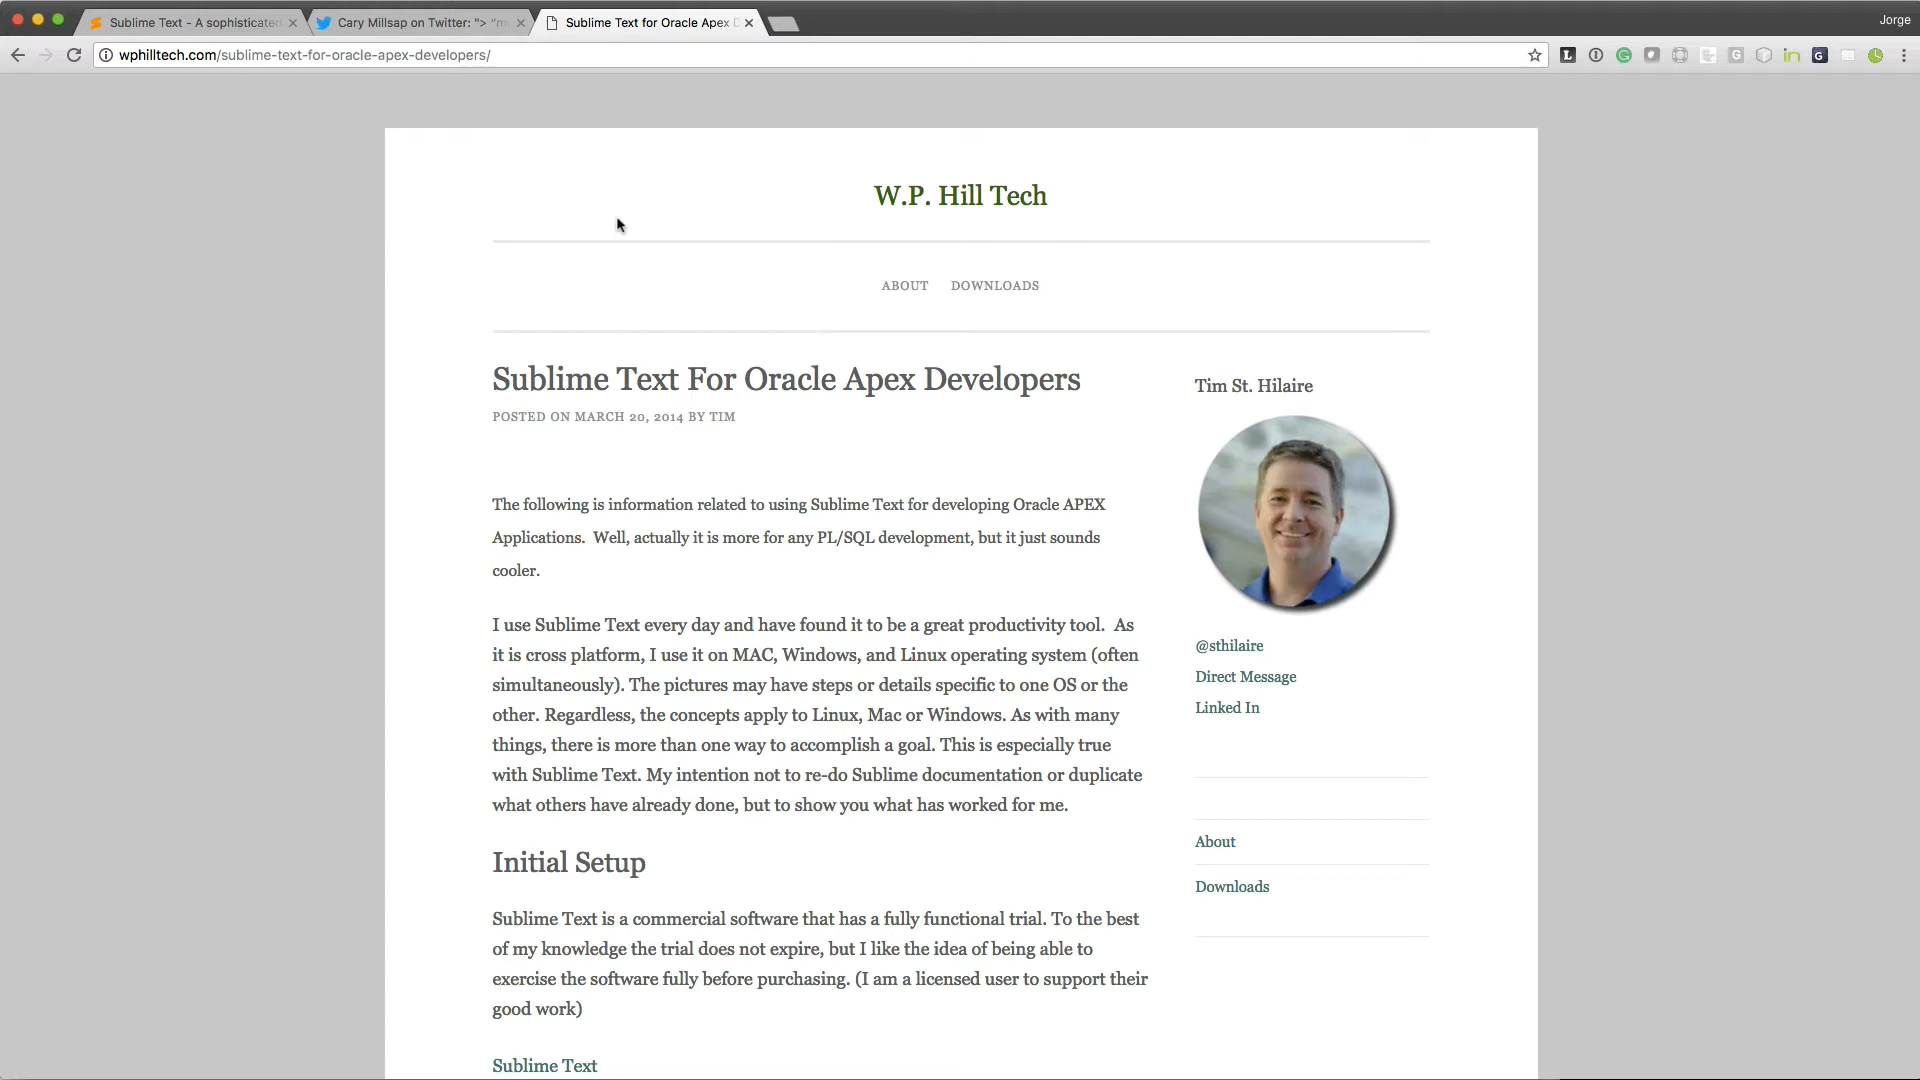 Sublime Text - A sophisticated
Cary Millsap on Twitter: "> "m
Sublime Text for Oracle Apex D
Jorge
wphilltech.com/sublime-text-for-oracle-apex-developers/
W.P. Hill Tech
ABOUT DOWNLOADS
Sublime Text For Oracle Apex Developers
POSTED ON MARCH 20, 2014 BY TIM
The following is information related to using Sublime Text for developing Oracle APEX
Applications. Well, actually it is more for any PL/SQL development, but it just sounds
cooler.
I use Sublime Text every day and have found it to be a great productivity tool. As
it is cross platform, I use it on MAC, Windows, and Linux operating system (often
simultaneously). The pictures may have steps or details specific to one OS or the
other. Regardless, the concepts apply to Linux, Mac or Windows. As with many
things, there is more than one way to accomplish a goal. This is especially true
with Sublime Text. My intention not to re-do Sublime documentation or duplicate
what others have already done, but to show you what has worked for me.
Initial Setup
Sublime Text is a commercial software that has a fully functional trial. To the best
of my knowledge the trial does not expire, but I like the idea of being able to
exercise the software fully before purchasing. (I am a licensed user to support their
good work)
Sublime Text
Tim St. Hilaire
@sthilaire
Direct Message
Linked In
About
Downloads